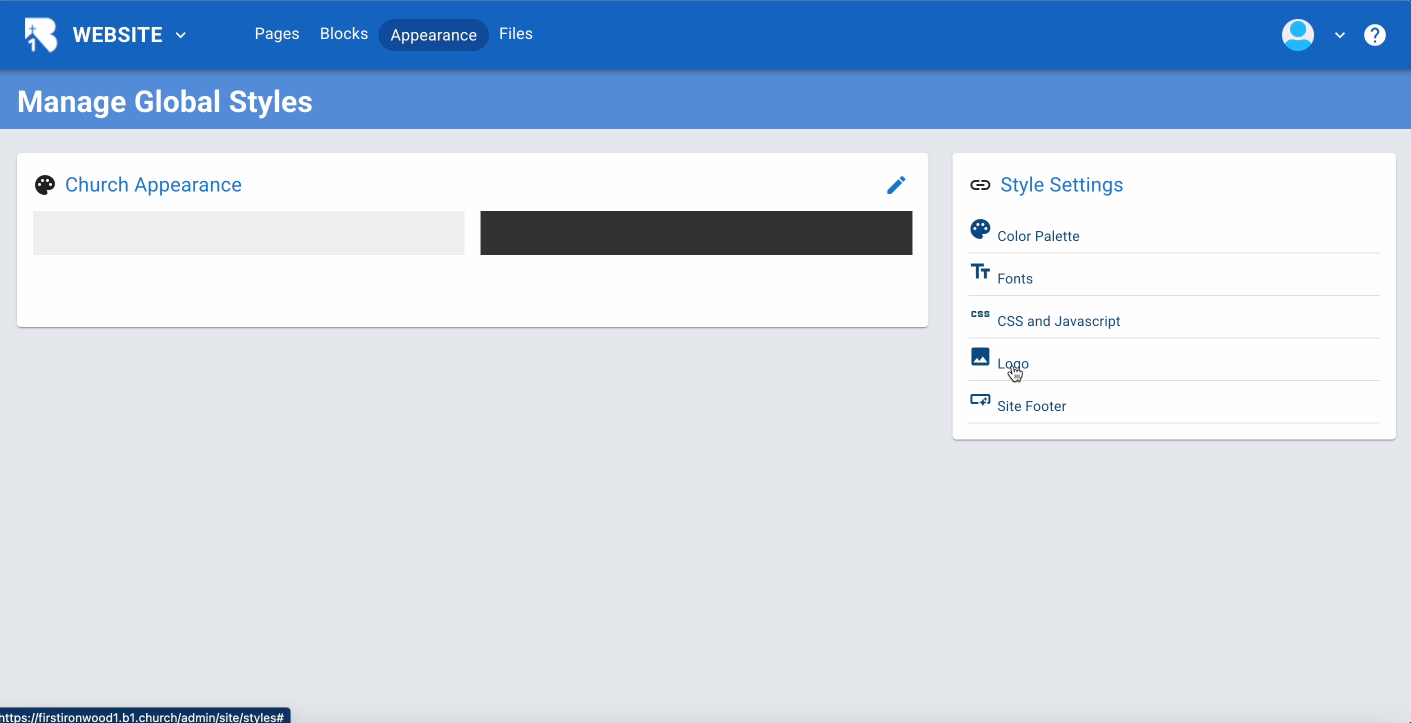 WEBSITE Pages Blocks Appearance Files
Manage Global Styles
Church Appearance
Style Settings
Color Palette
Fonts
CSS CSS and Javascript
Logo
Site Footer
https://firstironwood1.b1.church/admin/site/styles#